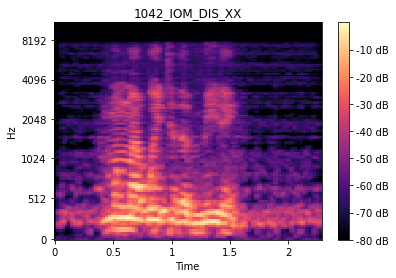 1042_IOM_DIS_XX
8192
4096
2048
1024
512
0
Hz
0
0.5
1
1.5
2
Time
-10 dB
-20 dB
-30 dB
-40 dB
-50 dB
-60 dB
-70 dB
-80 dB